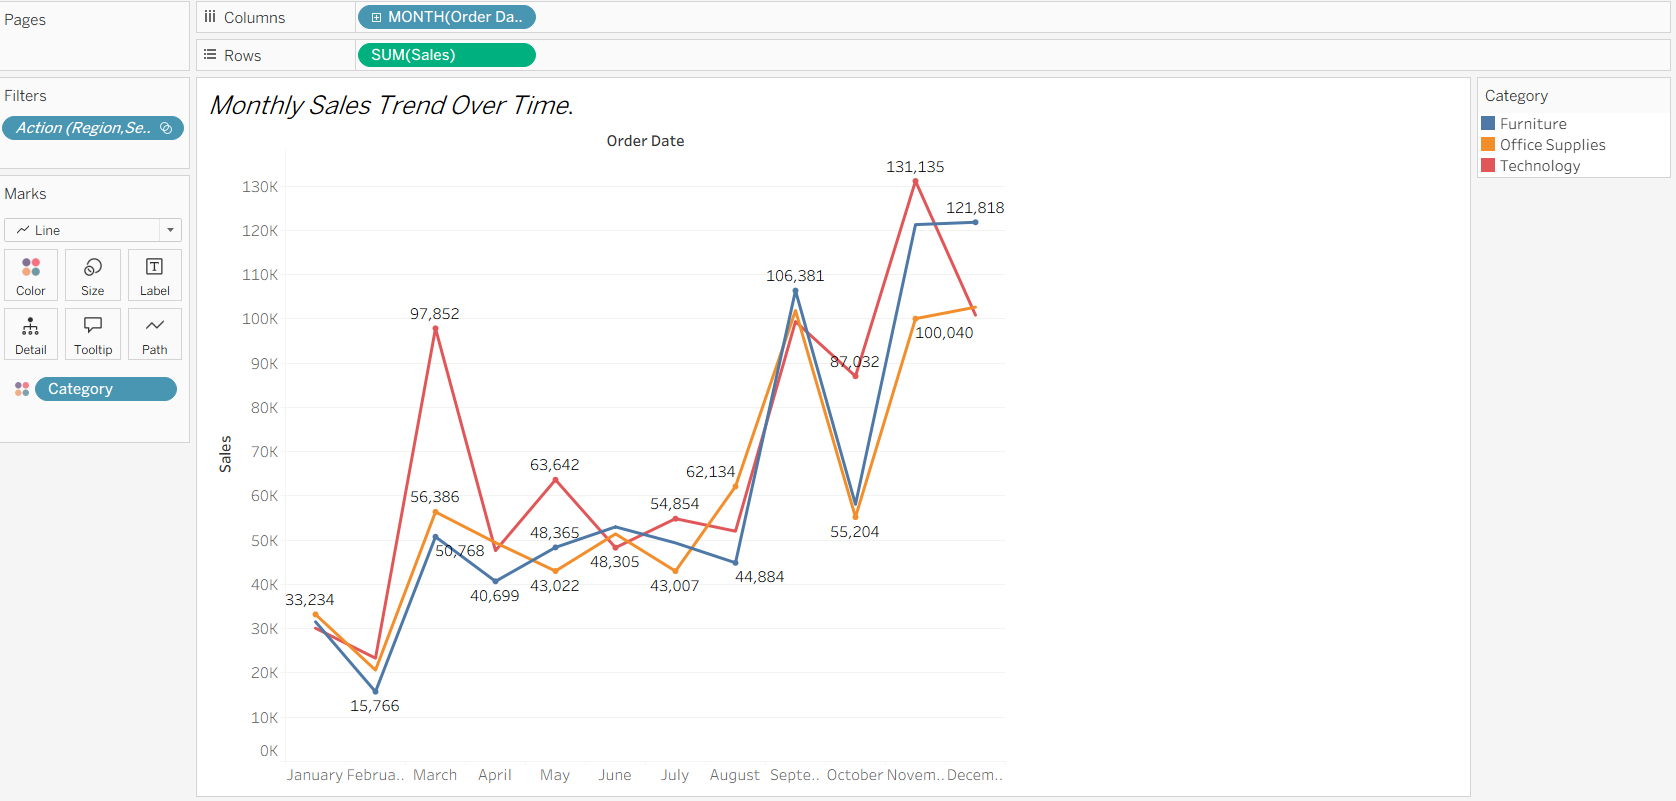 Pages
Columns
MONTH(Order Da..
Rows
SUM(Sales)
Filters
Action (Region,Se..
Marks
Line
Color
Size
Label
Detail
Tooltip
Path
Category
Monthly Sales Trend Over Time.
Order Date
Sales
130K
120K
110K
100K
90K
80K
70K
60K
50K
40K
30K
20K
10K
0K
131,135
121,818
106,381
97,852
100,040
87,032
63,642
62,134
56,386
54,854
50,768
48,365
55,204
48,305
40,699
43,022
43,007
44,884
33,234
15,766
January Februa.. March April May June July August Septe.. October Novem.. Decem..
Category
Furniture
Office Supplies
Technology